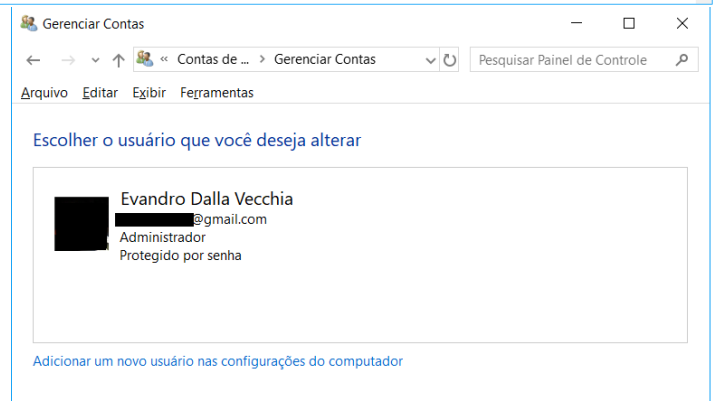 Gerenciar Contas
« Contas de ... > Gerenciar Contas
Pesquisar Painel de Controle
Arquivo Editar Exibir Ferramentas
Escolher o usuário que você deseja alterar
Evandro Dalla Vecchia
@gmail.com
Administrador
Protegido por senha
Adicionar um novo usuário nas configurações do computador